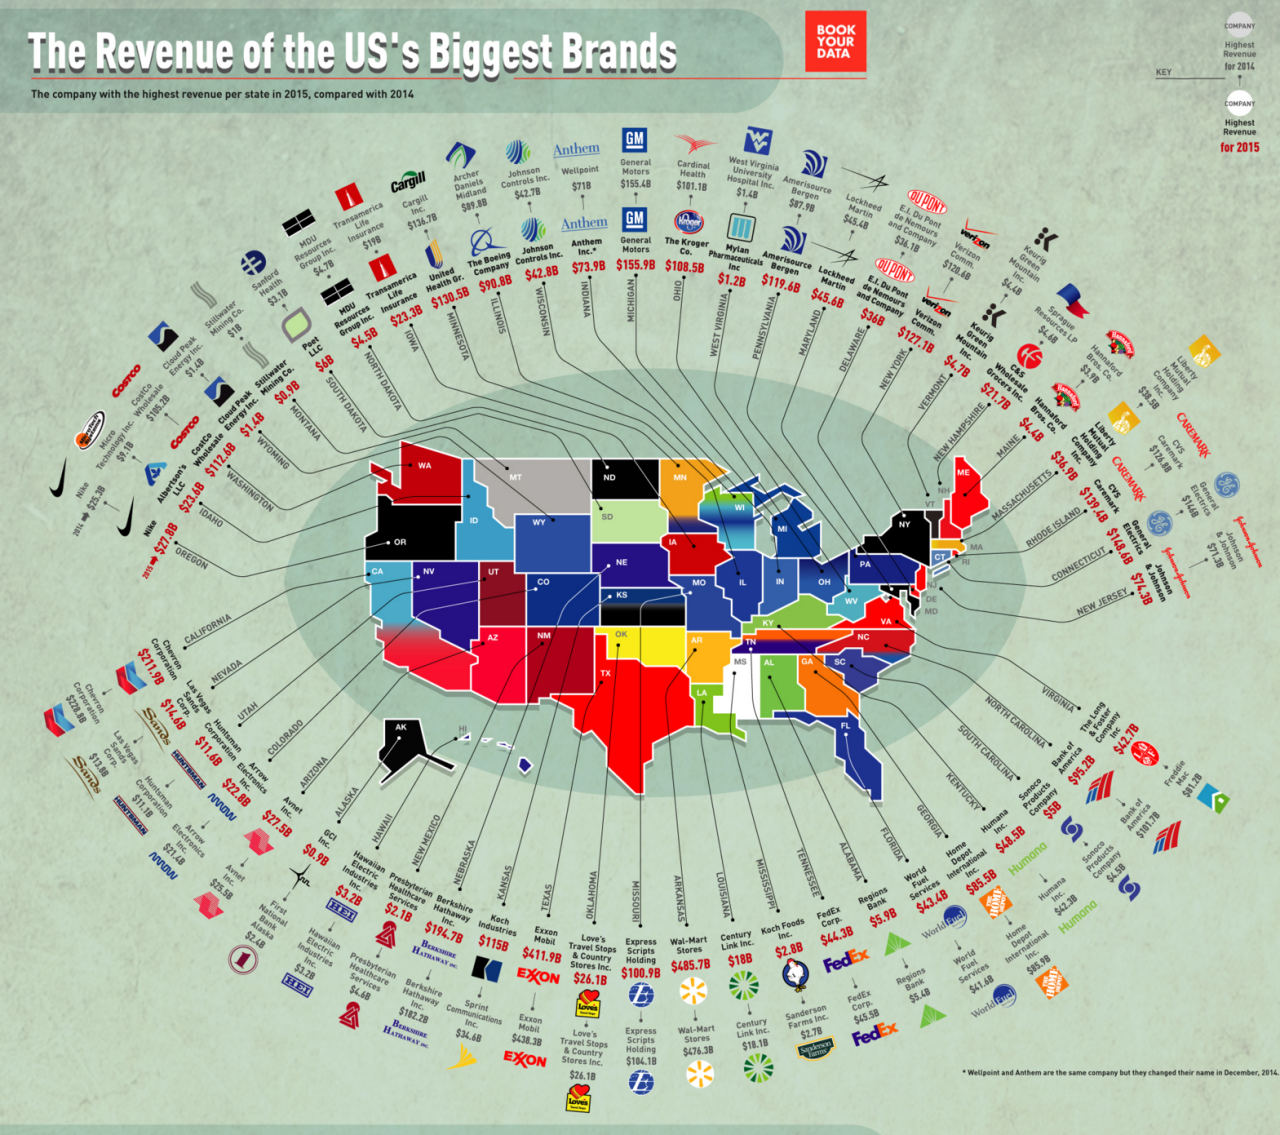 The Revenue of the US's Biggest Brands
The company with the highest revenue per state in 2015, compared with 2014
BOOK
YOUR
DATA
KEY
COMPANY
Highest
Revenue
for 2014
COMPANY
Highest
Revenue
for 2015
2014
Nike
$25.3B
2015
Nike
$27.8B
OREGON
Micro
Technology Inc.
$9.1B
Albertson's
LLC
$23.6B
IDAHO
COSTCO
CostCo
Wholesale
$105.2B
COSTCO
CostCo
Wholesale
$112.6B
WASHINGTON
Cloud Peak
Energy Inc.
$1.4B
Cloud Peak
Energy Inc.
$1.4B
WYOMING
Stillwater
Mining Co.
$1B
Stillwater
Mining Co.
$0.9B
MONTANA
Sanford
Health
$3.1B
Poet
LLC
$6B
SOUTH DAKOTA
MDU
Resources
Group Inc.
$4.7B
MDU
Resources
Group Inc.
$4.5B
NORTH DAKOTA
Transamerica
Life
Insurance
$19B
Transamerica
Life
Insurance
$23.3B
IOWA
Cargill
Cargill
Inc.
$136.7B
United
Health Gr.
$130.5B
MINNESOTA
Archer
Daniels
Midland
$89.8B
The Boeing
Company
$90.8B
ILLINOIS
Johnson
Controls Inc.
$42.7B
Johnson
Controls Inc.
$42.8B
WISCONSIN
Anthem
Wellpoint
$71B
Anthem
Anthem
Inc.*
$73.9B
INDIANA
GM
General
Motors
$155.4B
GM
General
Motors
$155.9B
MICHIGAN
Cardinal
Health
$101.1B
Kroger
The Kroger
Co.
$108.5B
OHIO
West Virginia
University
Hospital Inc.
$1.4B
Mylan
Pharmaceuticals
Inc
$1.2B
WEST VIRGINIA
Amerisource
Bergen
$87.9B
Amerisource
Bergen
$119.6B
PENNSYLVANIA
Lockheed
Martin
$45.4B
Lockheed
Martin
$45.6B
MARYLAND
DU PONT
E.I. Du Pont
de Nemours
and Company
$36.1B
DU PONT
E.I. Du Pont
de Nemours
and Company
$36B
DELAWARE
verizon
Verizon
Comm.
$120.6B
verizon
Verizon
Comm.
$127.1B
NEW YORK
Keurig
Green
Mountain
Inc.
$4.4B
Keurig
Green
Mountain
Inc.
$4.7B
VERMONT
Sprague
Resources LP
$4.6B
C&S
Wholesale
Grocers Inc.
$21.7B
NEW HAMPSHIRE
Hannaford
Hannaford
Bros. Co.
$3.9B
Hannaford
Hannaford
Bros. Co.
$4.4B
MAINE
Liberty
Mutual
Holding
Company
Inc.
$38.5B
Liberty
Mutual
Holding
Company
Inc.
$36.9B
MASSACHUSETTS
CAREMARK
CVS
Caremark
$126.8B
CAREMARK
CVS
Caremark
$139.4B
RHODE ISLAND
General
Electrics
$146B
General
Electrics
$148.6B
CONNECTICUT
Johnson & Johnson
Johnson
& Johnson
$71.3B
Johnson & Johnson
Johnson
& Johnson
$74.3B
NEW JERSEY
WA
MT
ND
MN
ID
SD
WY
WI
MI
OR
IA
NY
VT
NH
ME
MA
RI
CT
NJ
DE
MD
PA
CA
NV
UT
CO
NE
KS
MO
IL
IN
OH
WV
VA
KY
NC
TN
SC
AZ
NM
OK
AR
MS
AL
GA
TX
LA
FL
AK
HI
CALIFORNIA
Chevron
Corporation
$211.9B
Chevron
Corporation
$228.8B
NEVADA
Las Vegas
Sands
Corp.
$14.6B
Sands
Las Vegas
Sands
Corp.
$13.8B
Sands
UTAH
Huntsman
Corporation
$11.6B
HUNTSMAN
Huntsman
Corporation
$11.1B
HUNTSMAN
COLORADO
Arrow
Electronics
Inc.
$22.8B
Arrow
Electronics
Inc.
$21.4B
ARIZONA
Avnet
Inc.
$27.5B
Avnet
Inc.
$25.5B
ALASKA
GCI
Inc.
$0.9B
First
National
Bank
Alaska
$2.4B
HAWAII
Hawaiian
Electric
Industries
Inc.
$3.2B
HEI
Hawaiian
Electric
Industries
Inc.
$3.2B
HEI
NEW MEXICO
Presbyterian
Healthcare
Services
$2.1B
Presbyterian
Healthcare
Services
$4.6B
NEBRASKA
Berkshire
Hathaway
Inc.
$194.7B
BERKSHIRE
HATHAWAY INC.
Berkshire
Hathaway
Inc.
$182.2B
BERKSHIRE
HATHAWAY INC.
KANSAS
Koch
Industries
$115B
Sprint
Communications
Inc.
$34.6B
TEXAS
Exxon
Mobil
$411.9B
EXXON
Exxon
Mobil
$438.3B
EXXON
OKLAHOMA
Love's
Travel Stops
& Country
Stores Inc.
$26.1B
Love's
Love's
Travel Stops
& Country
Stores Inc.
$26.1B
Love's
MISSOURI
Express
Scripts
Holding
$100.9B
Express
Scripts
Holding
$104.1B
ARKANSAS
Wal-Mart
Stores
$485.7B
Wal-Mart
Stores
$476.3B
LOUISIANA
Century
Link Inc.
$18B
Century
Link Inc.
$18.1B
MISSISSIPPI
Koch Foods
Inc.
$2.8B
Sanderson
Farms Inc.
$2.7B
Sanderson
Farms
TENNESSEE
FedEx
Corp.
$44.3B
FedEx
FedEx
Corp.
$45.5B
FedEx
ALABAMA
Regions
Bank
$5.9B
Regions
Bank
$5.4B
FLORIDA
World
Fuel
Services
$43.4B
World Fuel
World
Fuel
Services
$41.6B
World Fuel
GEORGIA
Home
Depot
International
Inc.
$85.5B
Home
Depot
International
Inc.
$85.9B
KENTUCKY
Humana
Inc.
$48.5B
Humana
Humana
Inc.
$42.3B
Humana
SOUTH CAROLINA
Sonoco
Products
Company
$5B
Sonoco
Products
Company
$4.5B
NORTH CAROLINA
Bank of
America
$95.2B
Bank of
America
$101.7B
VIRGINIA
The Long
& Foster
Company
Inc
$42.7B
Freddie
Mac
$81.2B
* Wellpoint and Anthem are the same company but they changed their name in December, 2014.